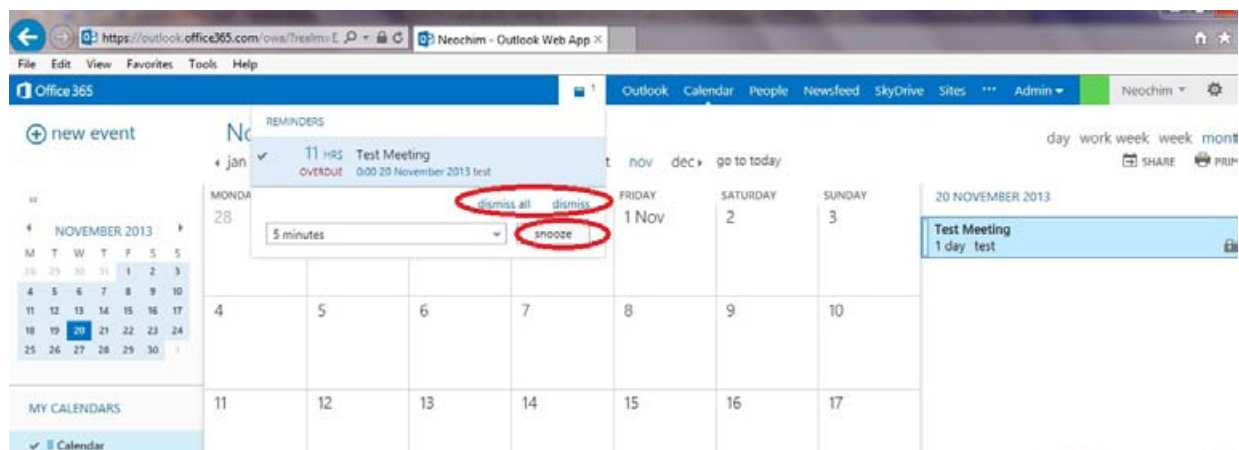 https://outlook.office365.com/owa/?realm=E
Neochim - Outlook Web App
File Edit View Favorites Tools Help
Office 365
1 Outlook Calendar People Newsfeed SkyDrive Sites ··· Admin Neochim
new event
REMINDERS
11 HRS Test Meeting
OVERDUE 0:00 20 November 2013 test
dismiss all dismiss
5 minutes snooze
jan nov dec go to today
day work week week month
SHARE
NOVEMBER 2013
M T W T F S S
28 29 30 31 1 2 3
4 5 6 7 8 9 10
11 12 13 14 15 16 17
18 19 20 21 22 23 24
25 26 27 28 29 30 1
MY CALENDARS
Calendar
FRIDAY SATURDAY SUNDAY
28 1 Nov 2 3
4 5 6 7 8 9 10
11 12 13 14 15 16 17
20 NOVEMBER 2013
Test Meeting
1 day test